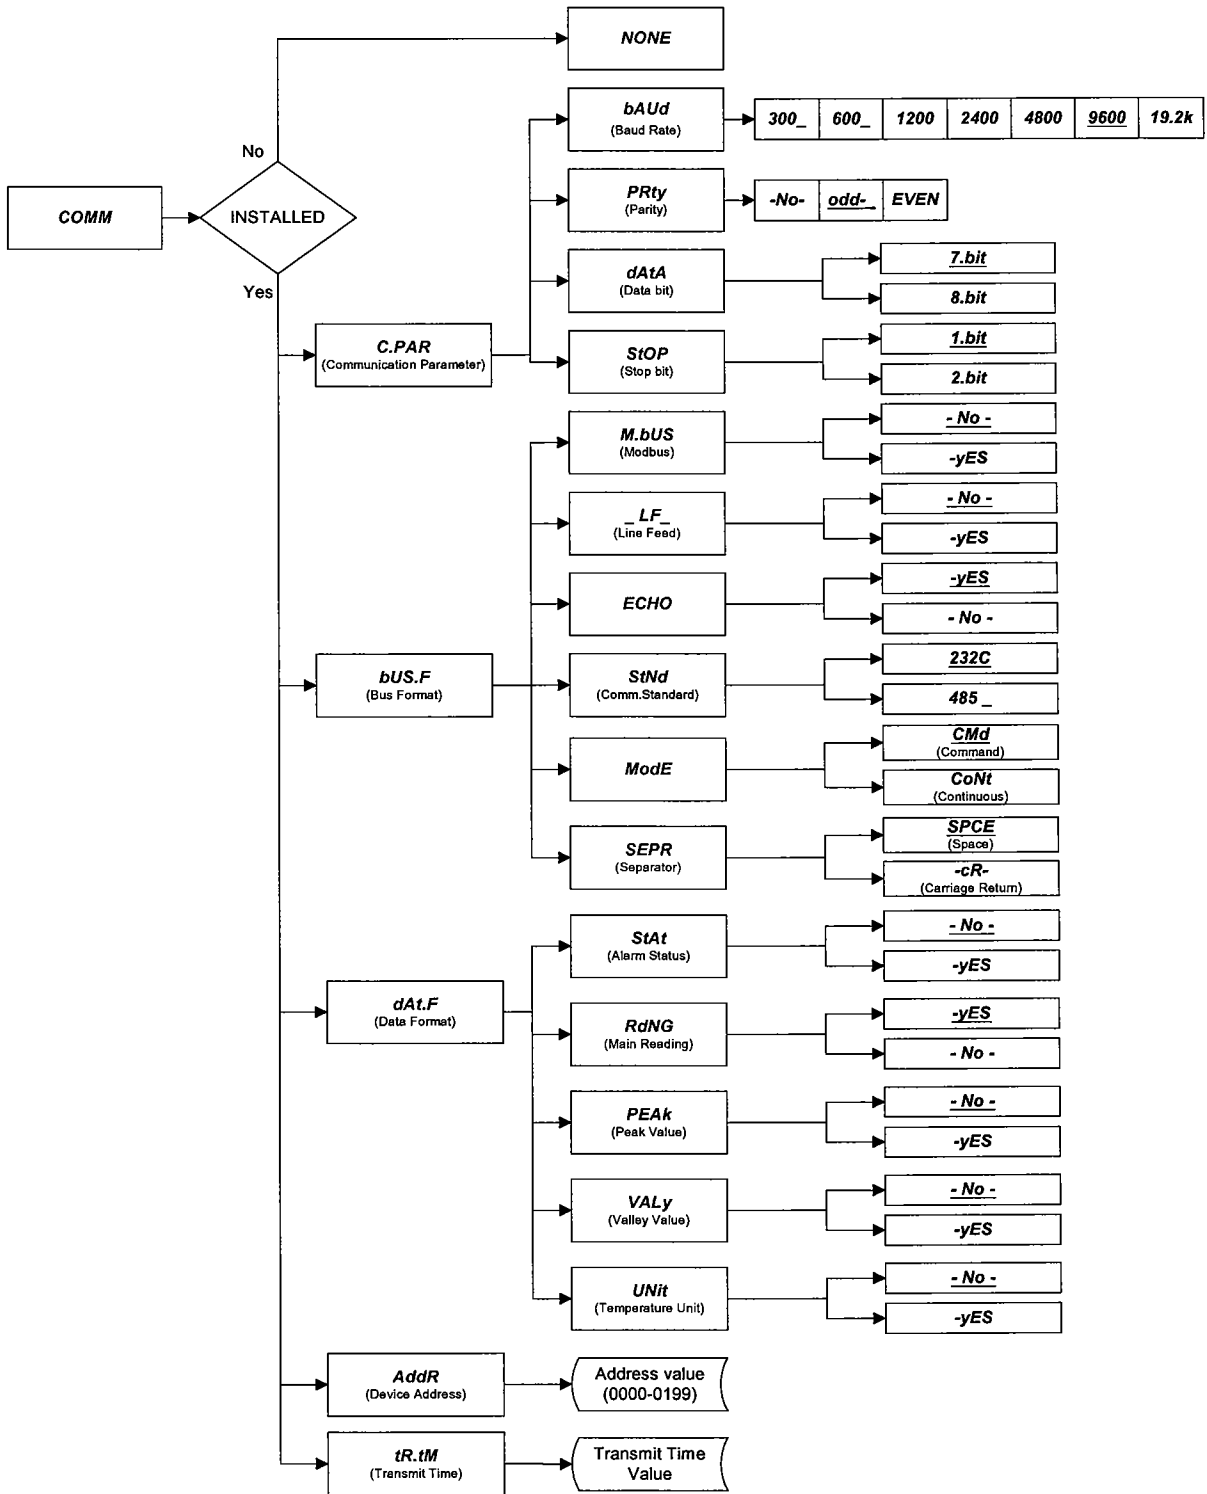 NONE
bAUd
(Baud Rate)
300_ 600_ 1200 2400 4800 9600 19.2k
No
PRty
(Parity)
-No- odd-_ EVEN
COMM
INSTALLED
Yes
dAtA
(Data bit)
7.bit
8.bit
C.PAR
(Communication Parameter)
StOP
(Stop bit)
1.bit
2.bit
M.bUS
(Modbus)
- No -
-yES
_ LF_
(Line Feed)
- No -
-yES
ECHO
-yES
- No -
bUS.F
(Bus Format)
StNd
(Comm.Standard)
232C
485 _
ModE
CMd
(Command)
CoNt
(Continuous)
SEPR
(Separator)
SPCE
(Space)
-cR-
(Carriage Return)
StAt
(Alarm Status)
- No -
-yES
dAt.F
(Data Format)
RdNG
(Main Reading)
-yES
- No -
PEAk
(Peak Value)
- No -
-yES
VALy
(Valley Value)
- No -
-yES
UNit
(Temperature Unit)
- No -
-yES
AddR
(Device Address)
Address value
(0000-0199)
tR.tM
(Transmit Time)
Transmit Time
Value